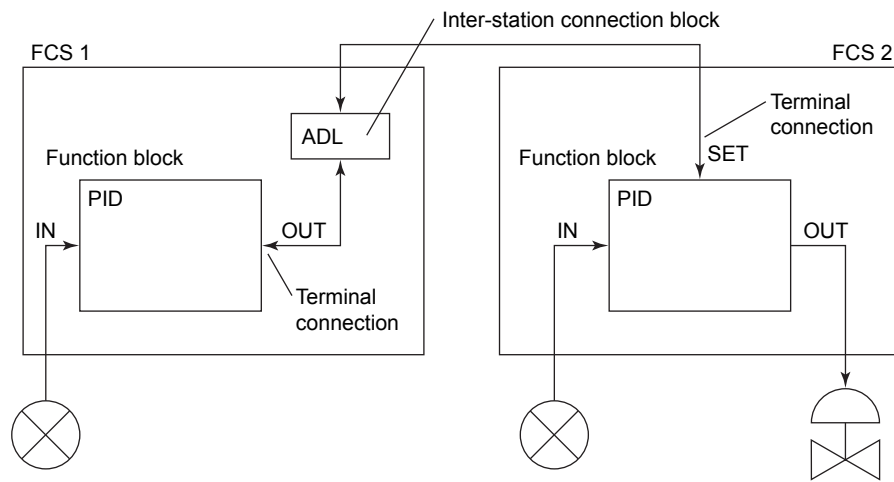 Inter-station connection block
FCS 1
FCS 2
ADL
Terminal
connection
Function block
Function block
SET
PID
PID
IN
OUT
IN
OUT
Terminal
connection